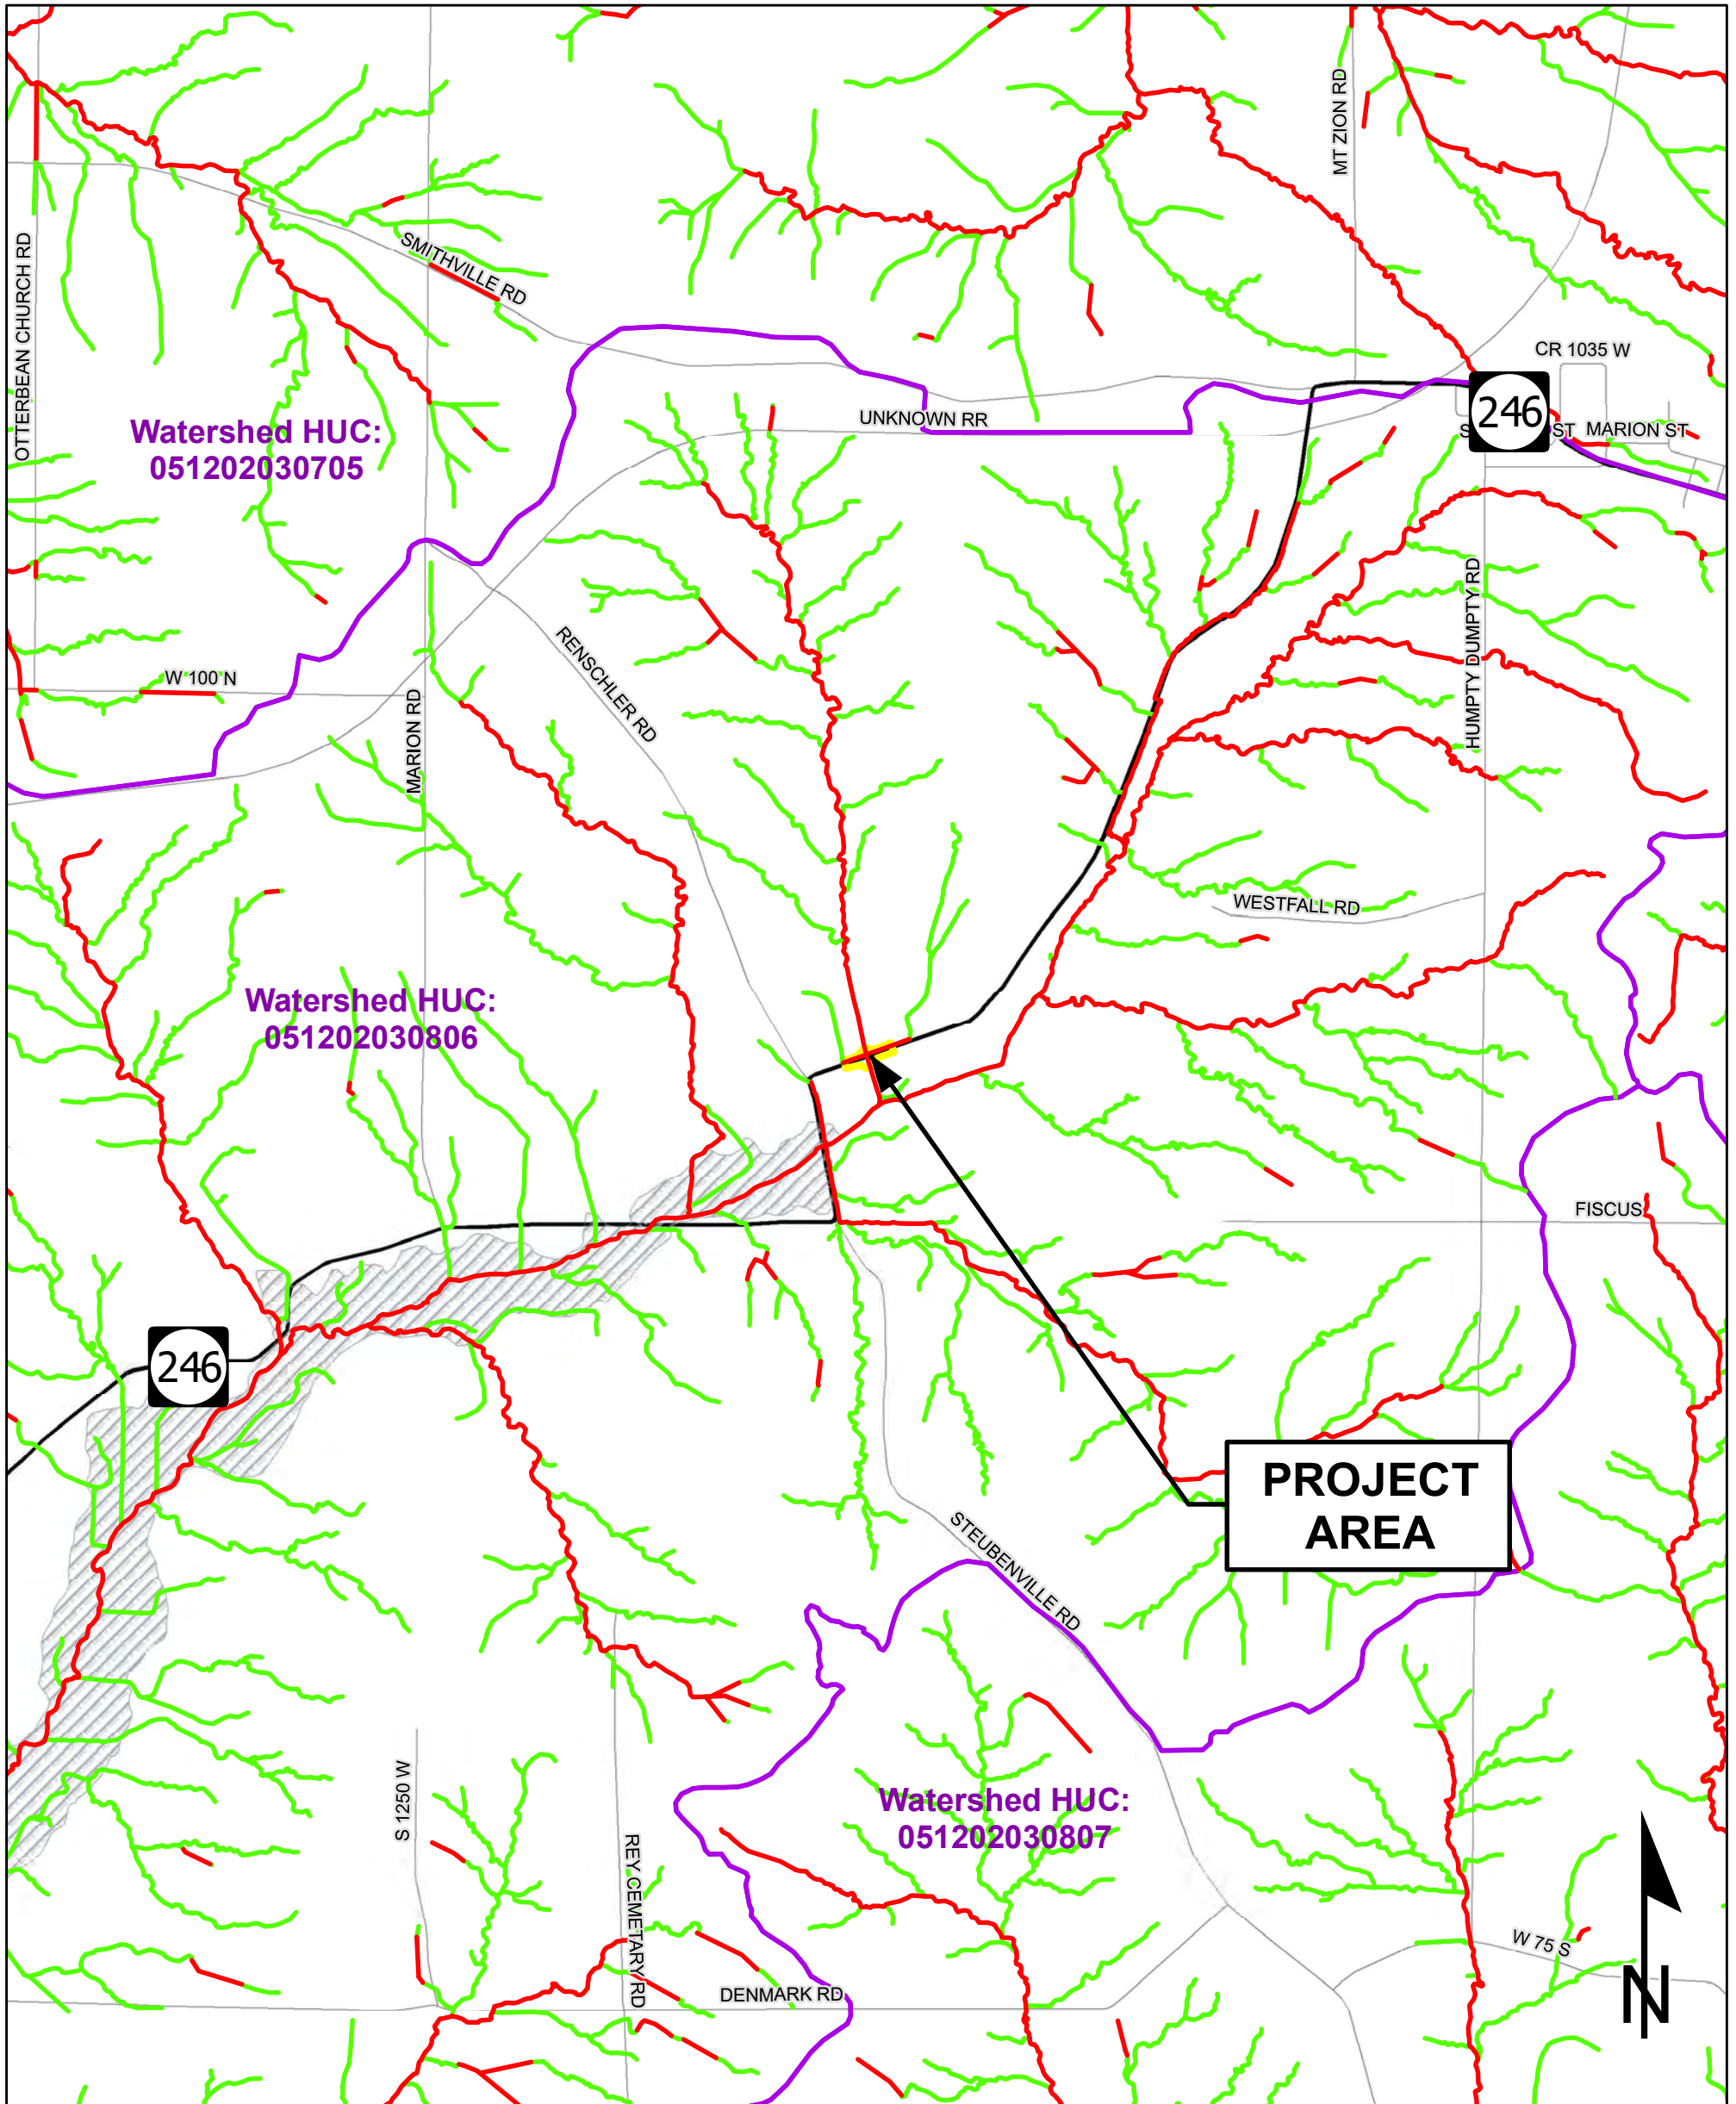 MT ZION RD
OTTERBEAN CHURCH RD
SMITHVILLE RD
CR 1035 W
246
UNKNOWN RR
ST MARION ST
Watershed HUC:
051202030705
HUMPTY DUMPTY RD
RENSCHLER RD
W 100 N
MARION RD
WESTFALL RD
Watershed HUC:
051202030806
FISCUS
246
PROJECT
AREA
STEUBENVILLE RD
S 1250 W
Watershed HUC:
051202030807
REY CEMETARY RD
W 75 S
DENMARK RD
N